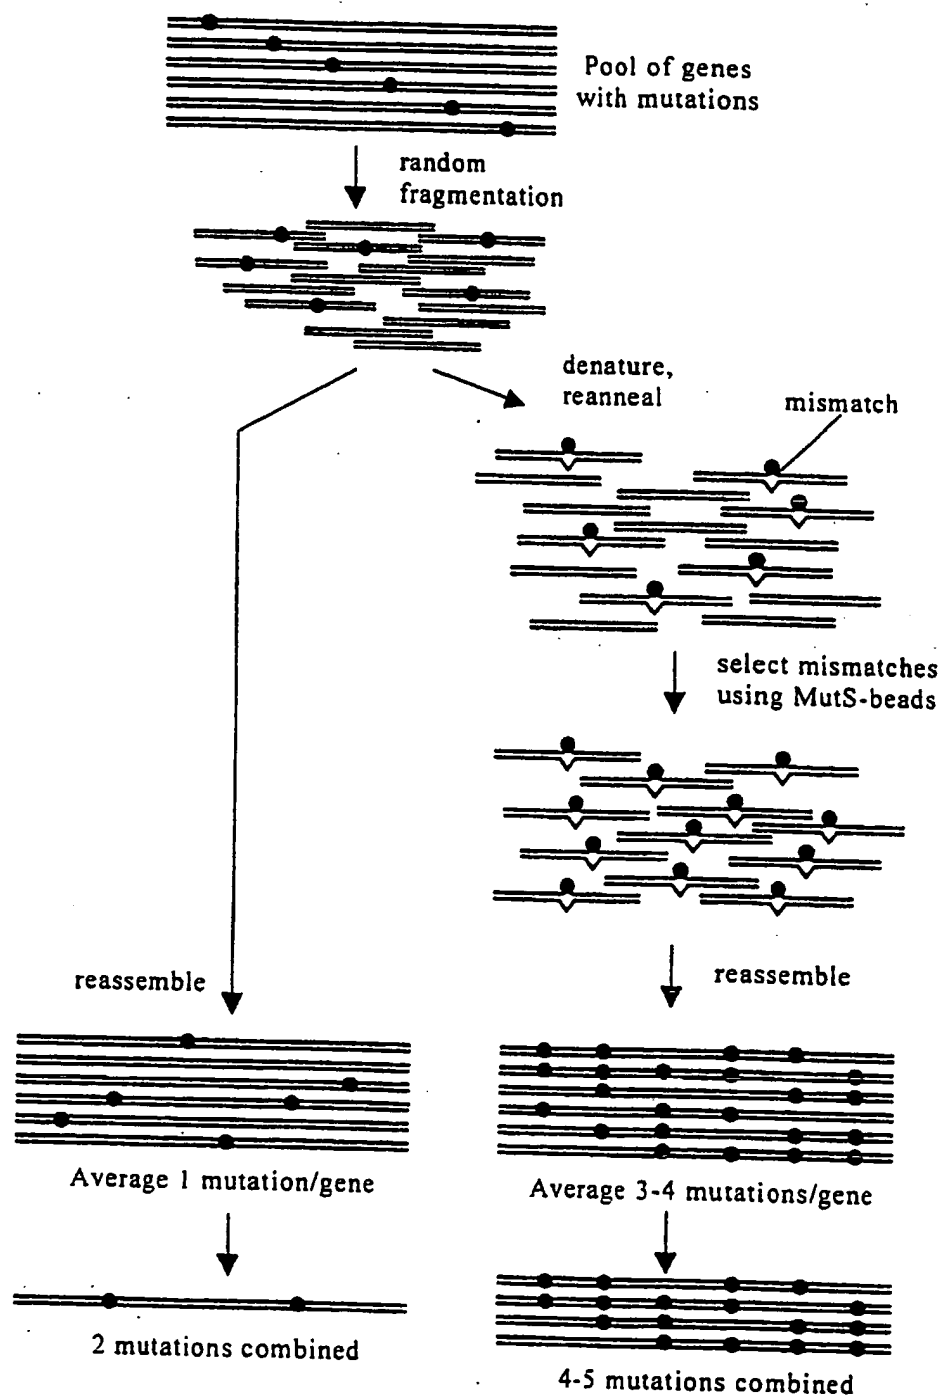 Pool of genes
with mutations
random
fragmentation
denature,
reanneal
mismatch
select mismatches
using MutS-beads
reassemble
reassemble
Average 1 mutation/gene
Average 3-4 mutations/gene
2 mutations combined
4-5 mutations combined